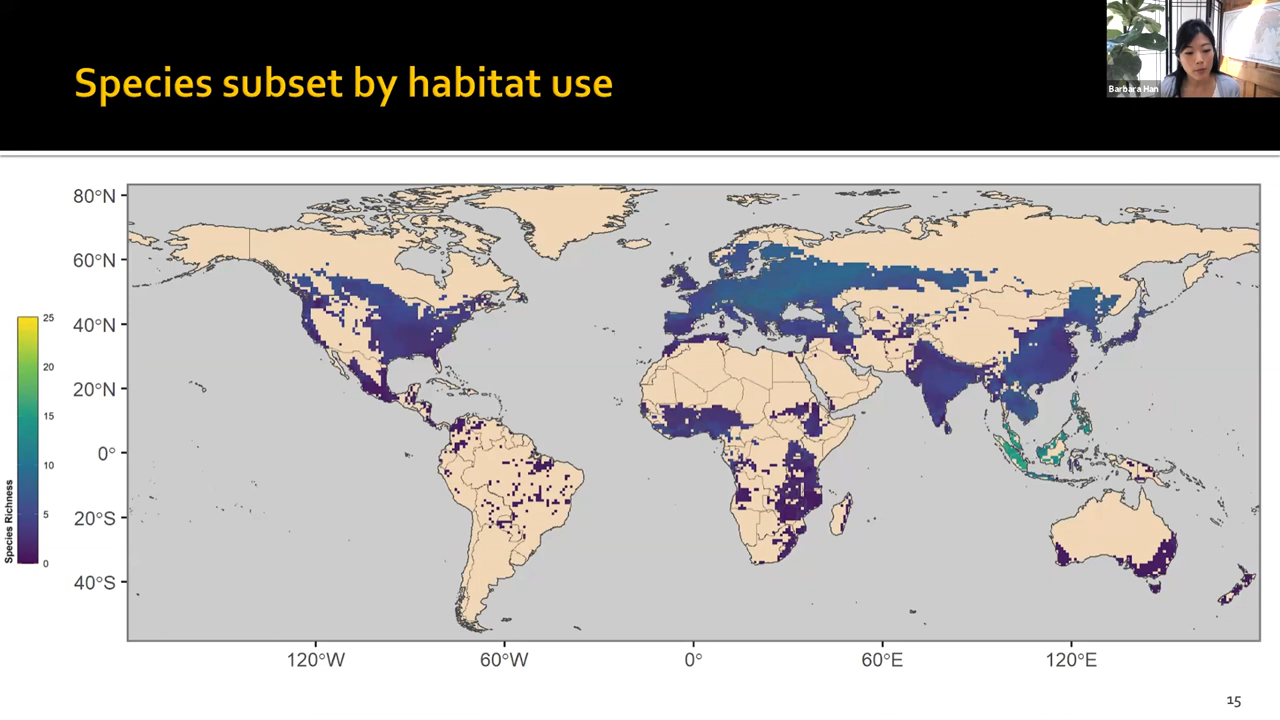 Species subset by habitat use
Barbara Han
80°N
60°N
40°N
20°N
0°
20°S
40°S
120°W
60°W
0°
60°E
120°E
25
20
15
10
5
0
Species Richness
15